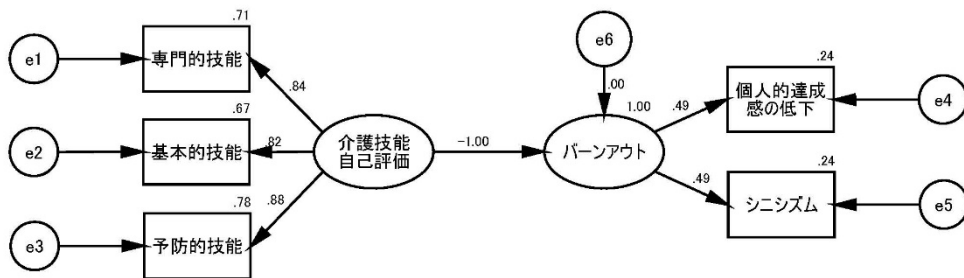 .71
e1
専門的技能
.84
.67
e2
基本的技能
.82
介護技能
自己評価
.78
e3
予防的技能
.88
-1.00
e6
.00
1.00
バーンアウト
.49
.24
個人的達成
感の低下
e4
.49
.24
シニシズム
e5